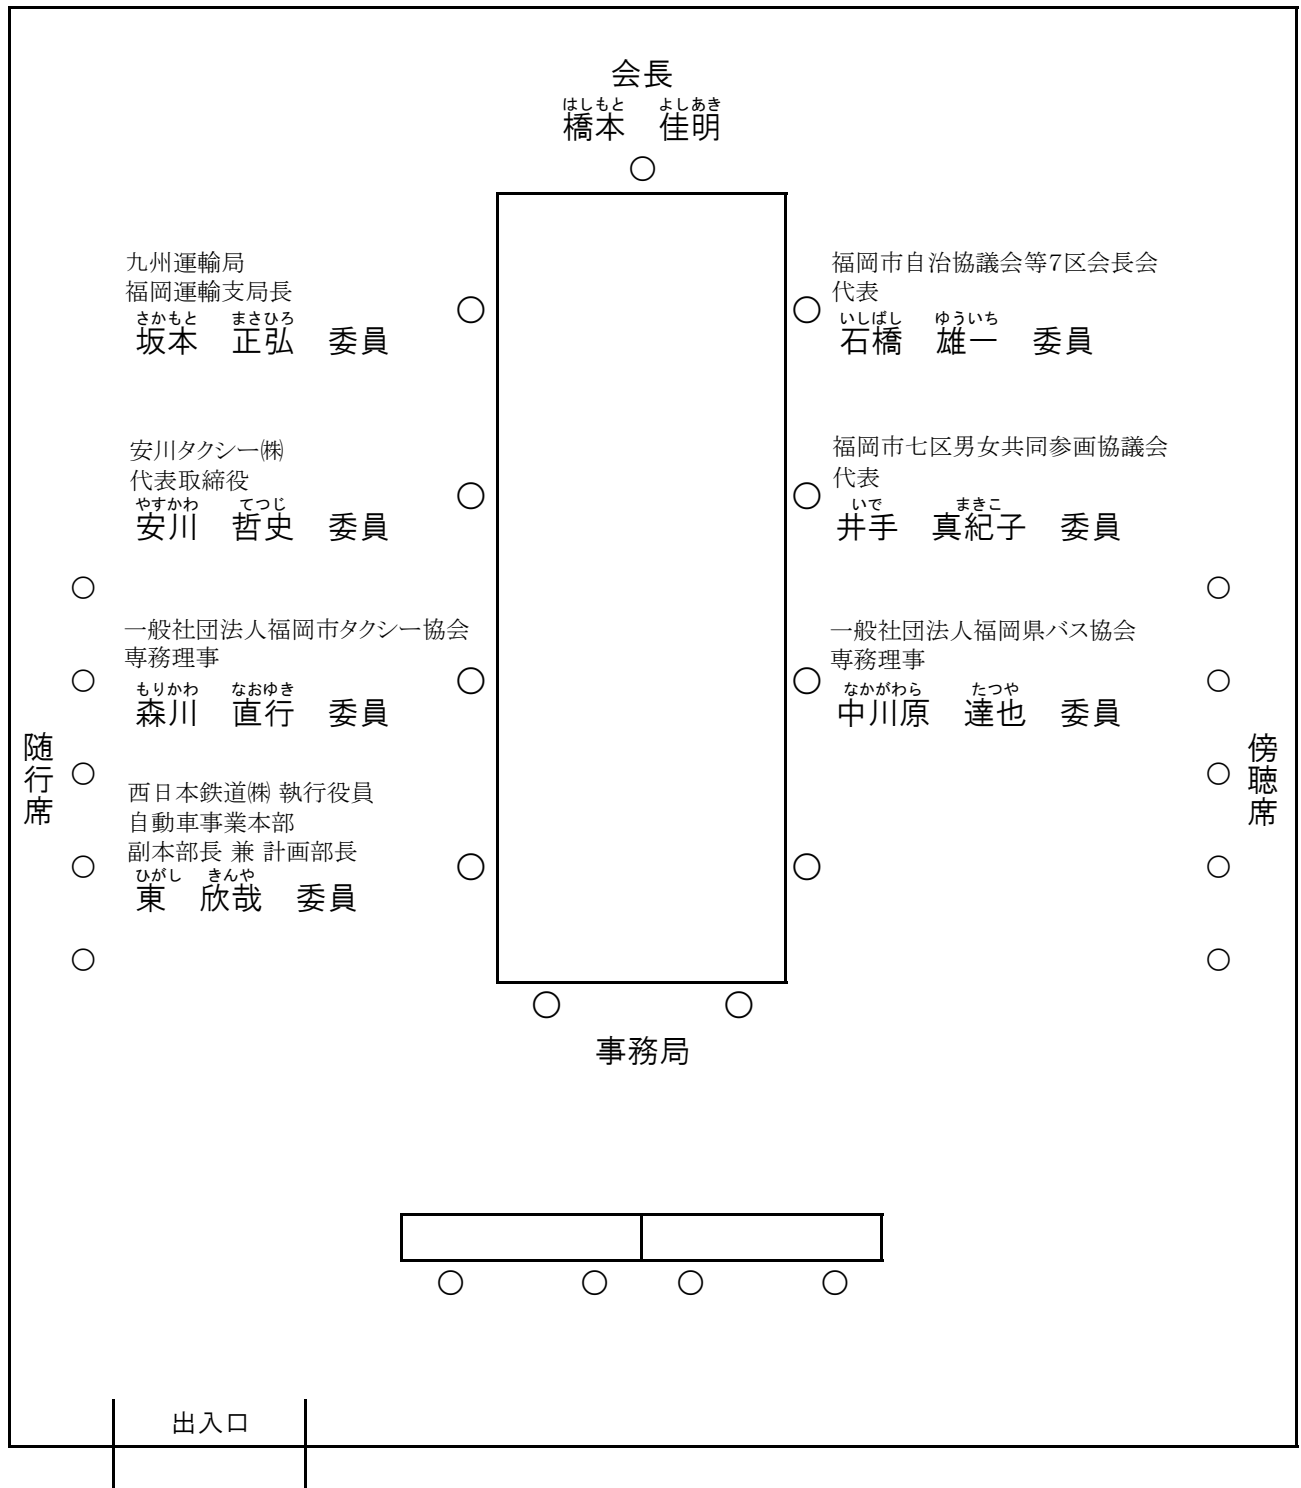 会長
はしもと　よしあき
橋本　佳明
九州運輸局
福岡運輸支局長
さかもと　まさひろ
坂本　正弘　委員
安川タクシー㈱
代表取締役
やすかわ　てつじ
安川　哲史　委員
一般社団法人福岡市タクシー協会
専務理事
もりかわ　なおゆき
森川　直行　委員
西日本鉄道㈱ 執行役員
自動車事業本部
副本部長 兼 計画部長
ひがし　きんや
東　欣哉　委員
福岡市自治協議会等7区会長会
代表
いしばし　ゆういち
石橋　雄一　委員
福岡市七区男女共同参画協議会
代表
いで　まきこ
井手　真紀子　委員
一般社団法人福岡県バス協会
専務理事
なかがわら　たつや
中川原　達也　委員
随行席
傍聴席
事務局
出入口